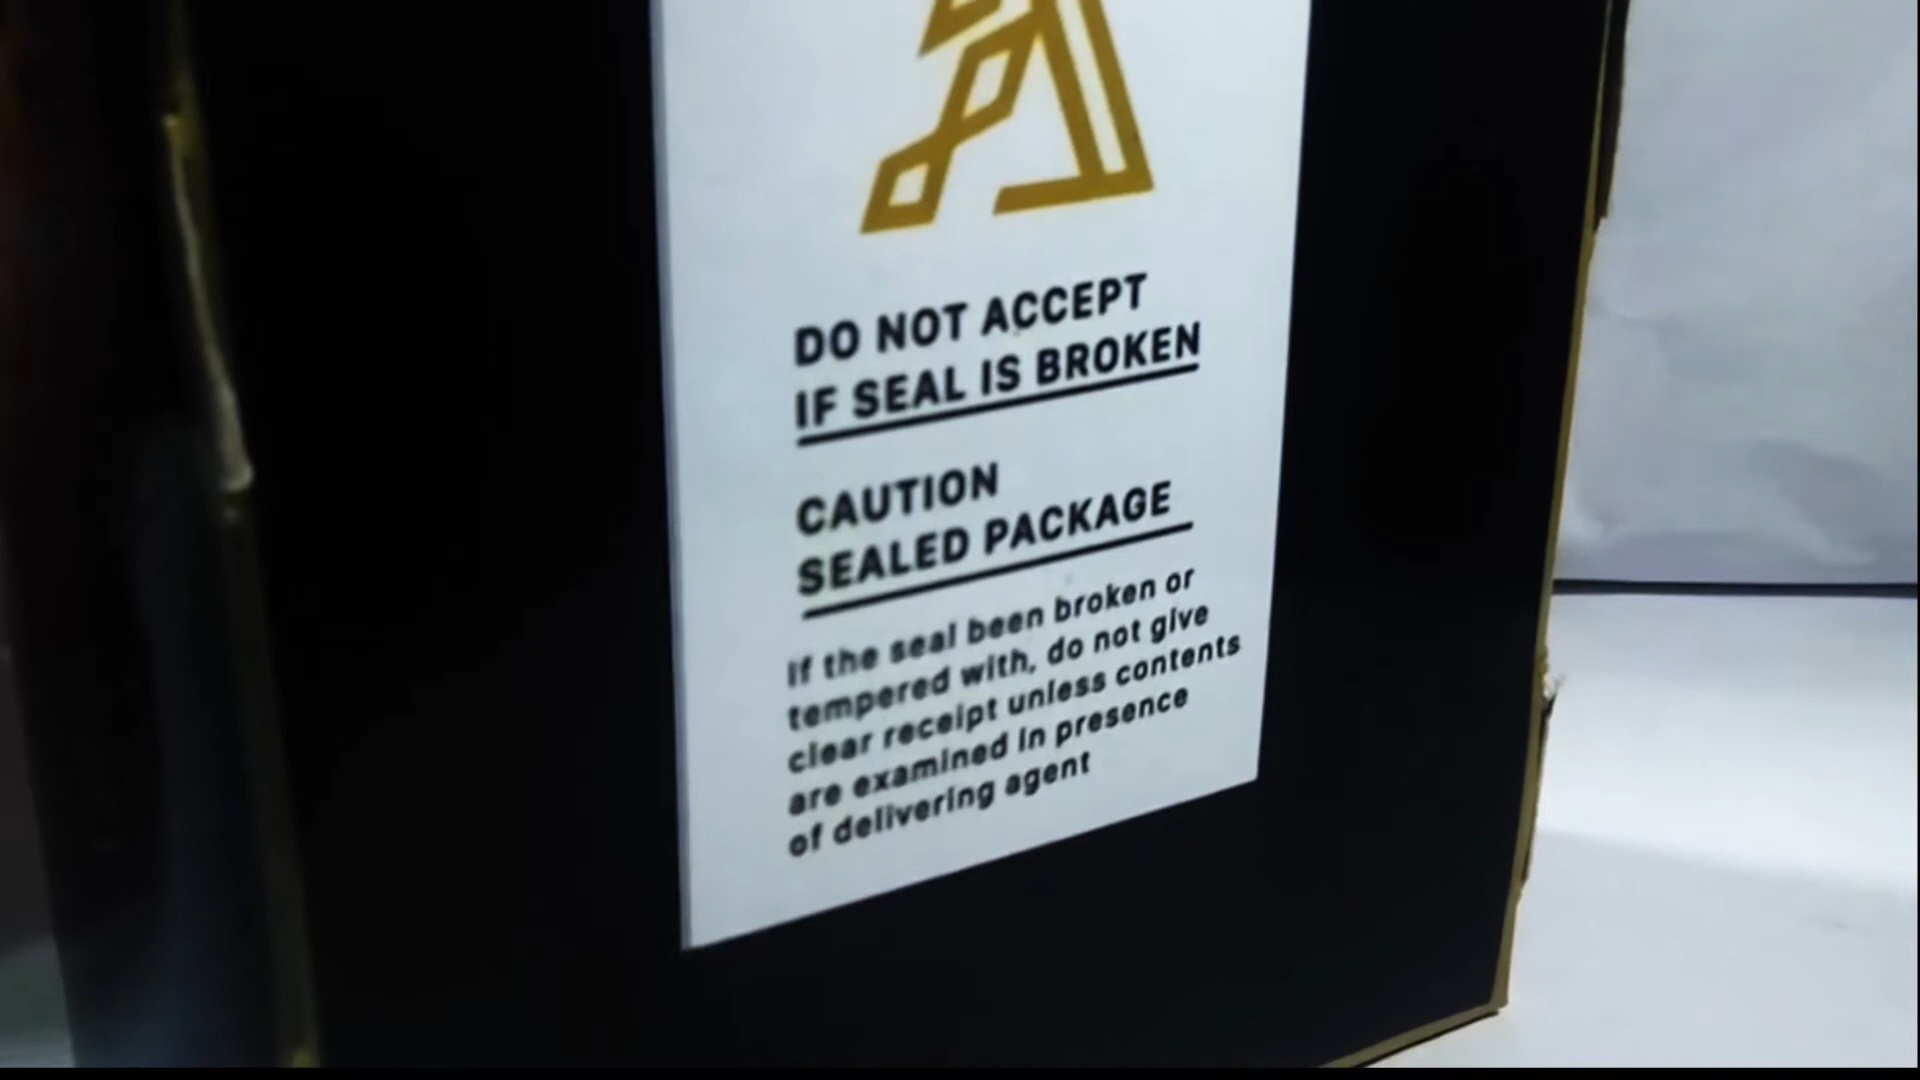 DO NOT ACCEPT
IF SEAL IS BROKEN
CAUTION
SEALED PACKAGE
If the seal been broken or
tempered with, do not give
clear receipt unless contents
are examined in presence
of delivering agent